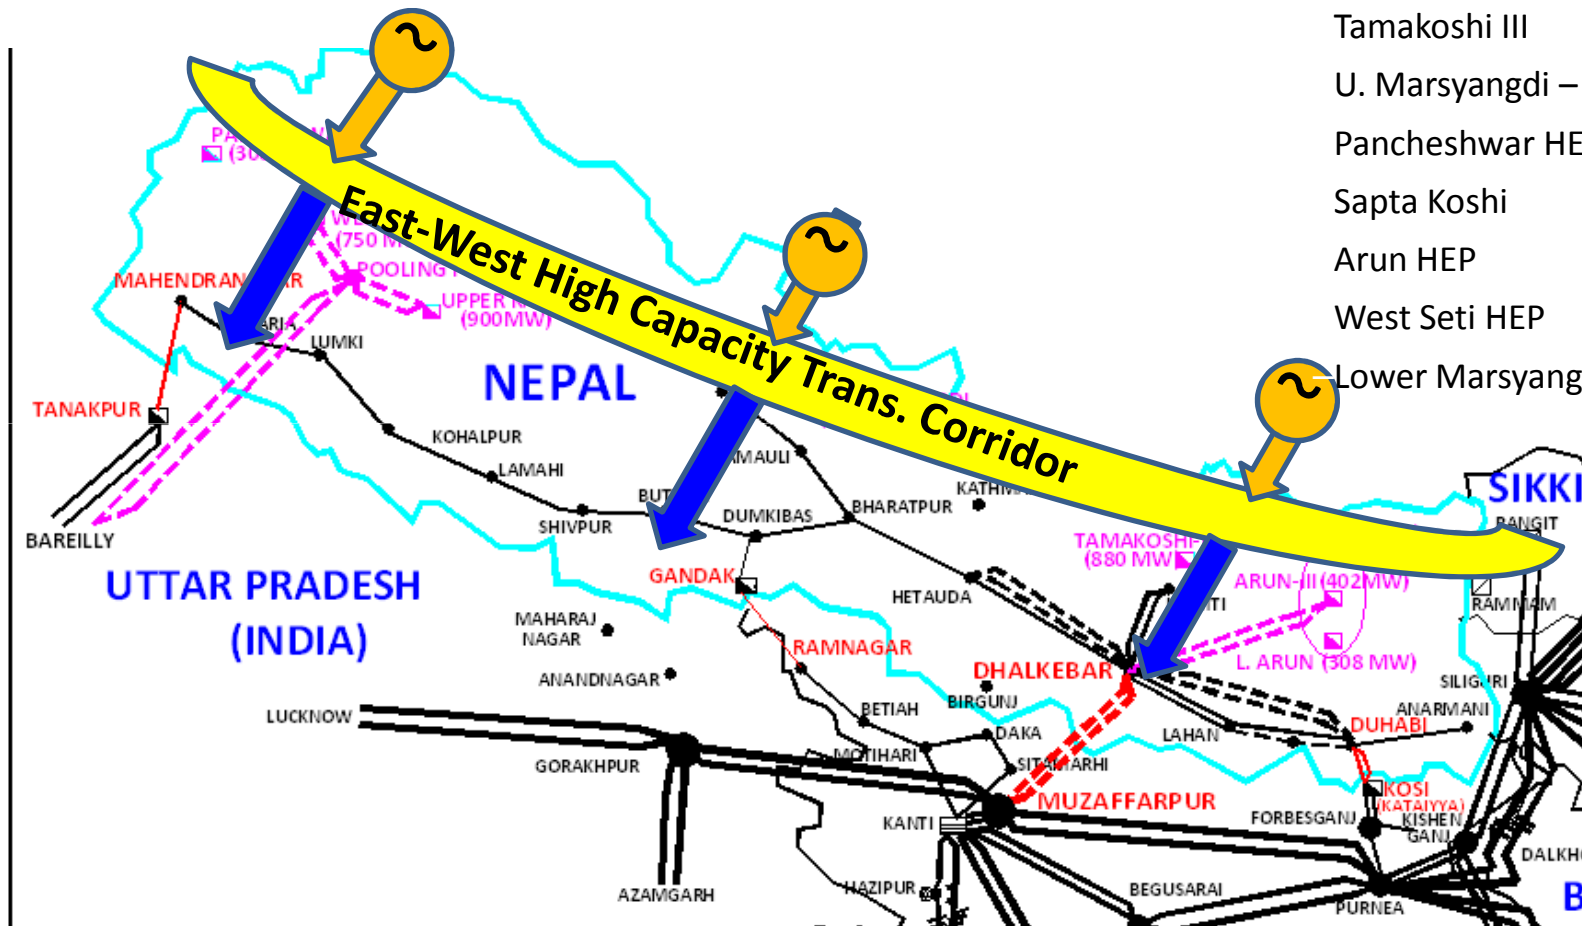 Tamakoshi III
U. Marsyangdi –
Pancheshwar HE
Sapta Koshi
Arun HEP
West Seti HEP
Lower Marsyang
East-West High Capacity Trans. Corridor
(750 M
POOLING
MAHENDRANAGAR
UPPER
(900MW)
LUMKI
NEPAL
TANAKPUR
KOHALPUR
LAMAHI
AMAULI
BHARATPUR
KATHMA
SIKKI
RANGIT
BUT
SHIVPUR
DUMKIBAS
BAREILLY
TAMAKOSHI-
(880 MW
UTTAR PRADESH
(INDIA)
GANDAK
HETAUDA
ARUN-III(402MW)
RAMMAM
MAHARAJ
NAGAR
RAMNAGAR
DHALKEBAR
L. ARUN (308 MW)
ANANDNAGAR
BIRGUNJ
SILIGURI
ANARMANI
LUCKNOW
BETIAH
DAKA
LAHAN
DUHABI
GORAKHPUR
MOTIHARI
SITAMARHI
MUZAFFARPUR
KOSI
(KATAIYYA)
KANTI
FORBESGANJ
KISHEN
GANJ
DALKH
AZAMGARH
HAZIPUR
BEGUSARAI
PURNEA
B